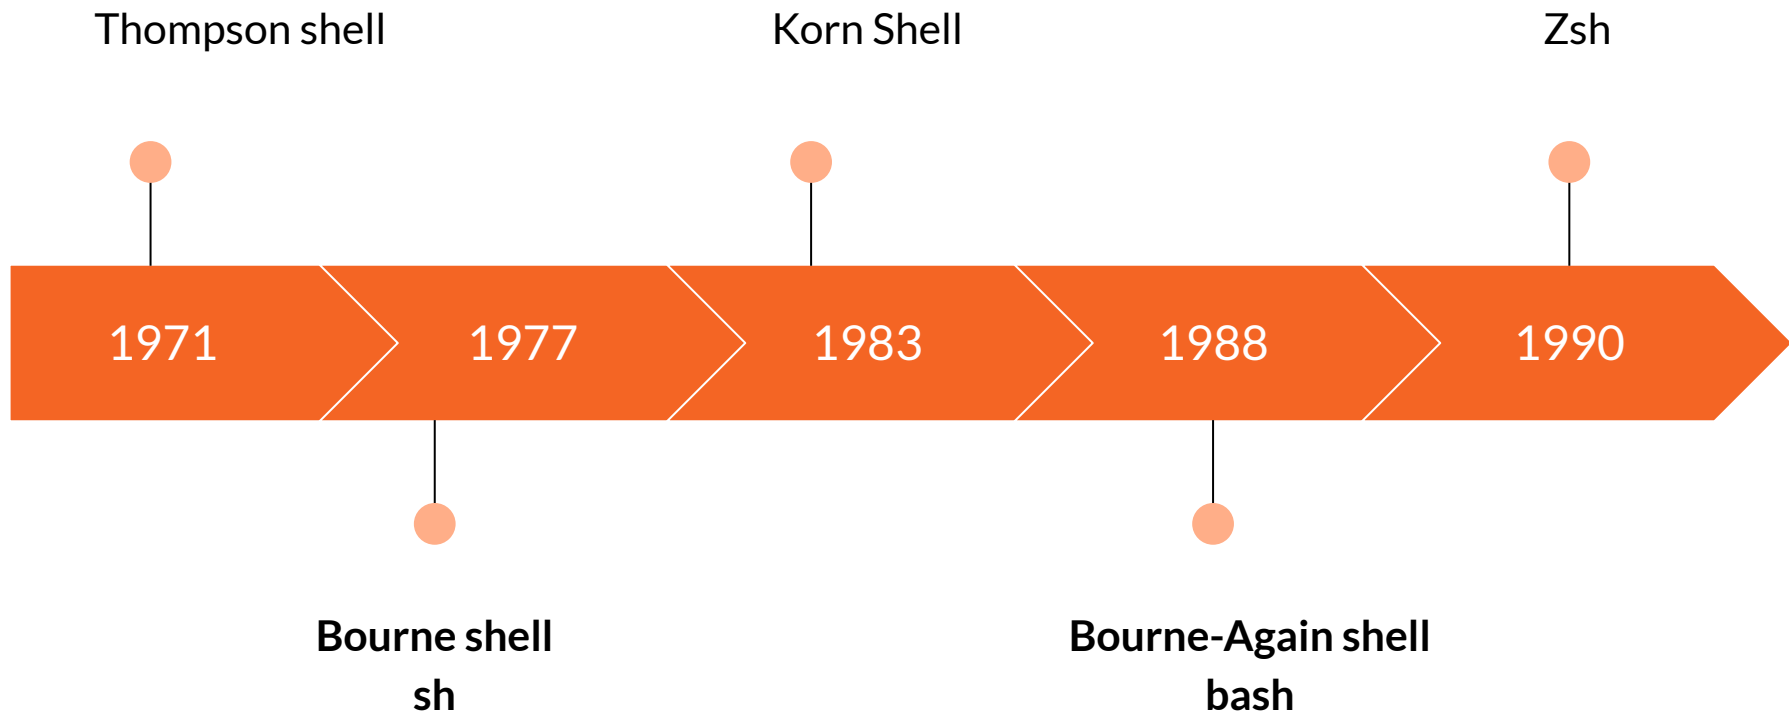 Thompson shell
Korn Shell
Zsh
1971
1977
1983
1988
1990
Bourne shell
sh
Bourne-Again shell
bash